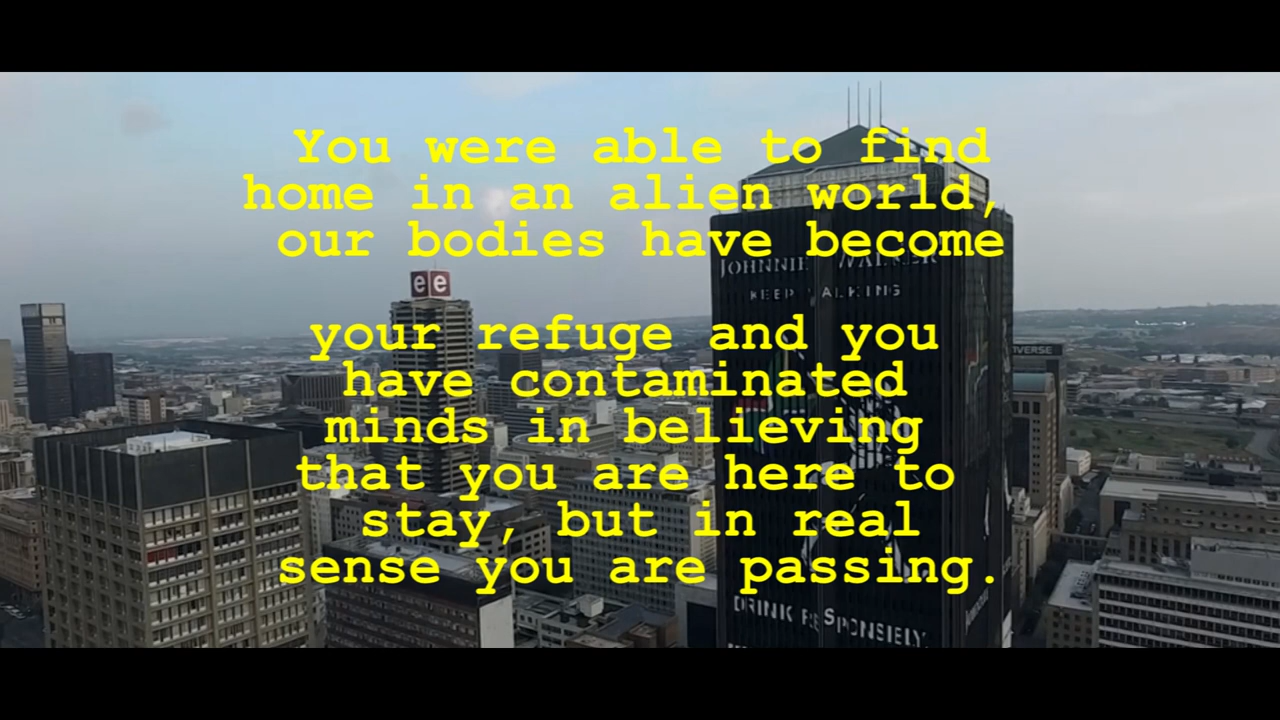 You were able to find
home in an alien world,
our bodies have become
your refuge and you
have contaminated
minds in believing
that you are here to
stay, but in real
sense you are passing.
ee
JOHNNIE WALKER
KEEP WALKING
VERSE
DRINK RESPONSIBLY